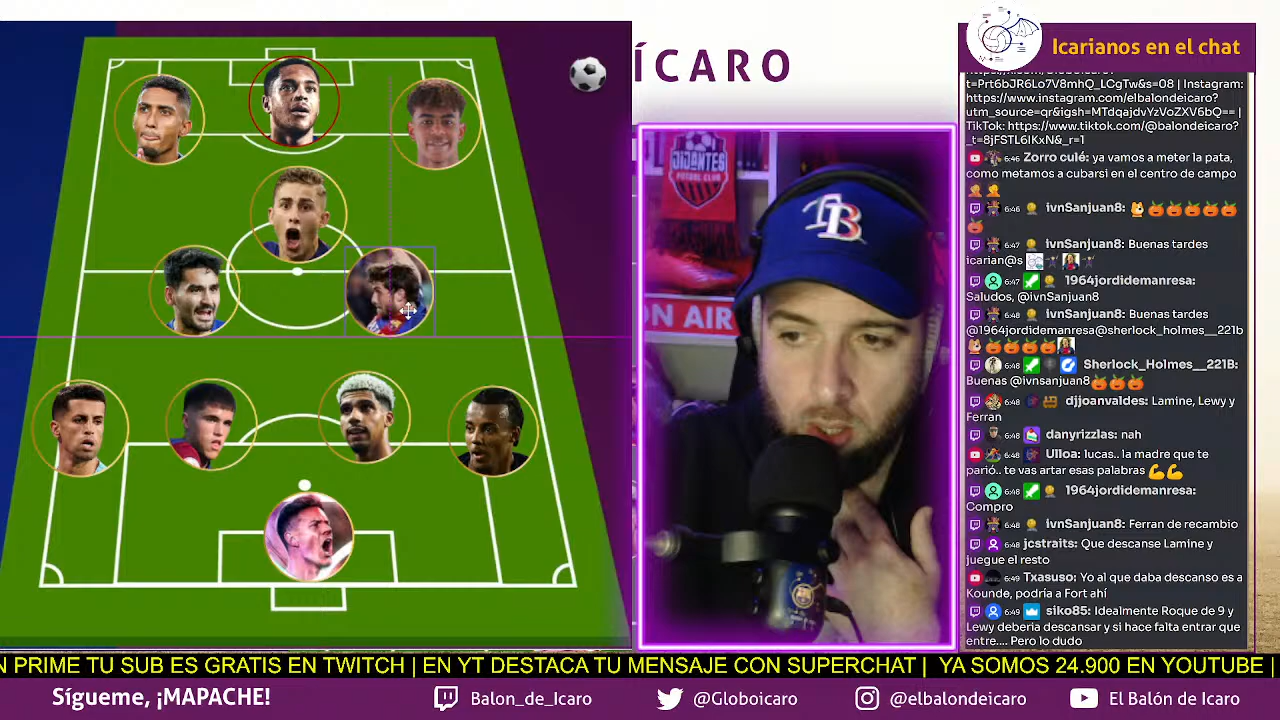 ÍCARO
JIJANTES
FÚTBOL CLUB
ON AIR
TB
Icarianos en el chat
t=Prt6bJR6Lo7V8mhQ_LCgTw&s=08 | Instagram:
https://www.instagram.com/elbalondeicaro?
utm_source=qr&igsh=MTdqajdvYzVoZXV6bQ== |
TikTok: https://www.tiktok.com/@balondeicaro?
_t=8jFSTL6IKxN&_r=1
5:46 Zorro culé: ya vamos a meter la pata,
como metamos a cubarsi en el centro de campo
6:46 ivnSanjuan8:
6:47 ivnSanjuan8: Buenas tardes
icarian@s
6:47 1964jordidemanresa:
Saludos, @ivnSanjuan8
6:48 ivnSanjuan8: Buenas tardes
@1964jordidemanresa@sherlock_holmes__221b
6:48 Sherlock_Holmes_221B:
Buenas @ivnsanjuan8
6:48 djjoanvaldes: Lamine, Lewy y
Ferran
6:48 danyrizzlas: nah
6:48 Ulloa: lucas.. la madre que te
parió.. te vas artar esas palabras
6:48 1964jordidemanresa:
Compro
6:48 ivnSanjuan8: Ferran de recambio
6:48 jcstraits: Que descanse Lamine y
juegue el resto
6:49 Txasuso: Yo al que daba descanso es a
Kounde, podría a Fort ahí
6:49 siko85: Idealmente Roque de 9 y
Lewy debería descansar y si hace falta entrar que
entre.... Pero lo dudo
N PRIME TU SUB ES GRATIS EN TWITCH | EN YT DESTACA TU MENSAJE CON SUPERCHAT | YA SOMOS 24.900 EN YOUTUBE |
Sígueme, ¡MAPACHE! Balon_de_Icaro @Globoicaro @elbalondeicaro El Balón de Icaro